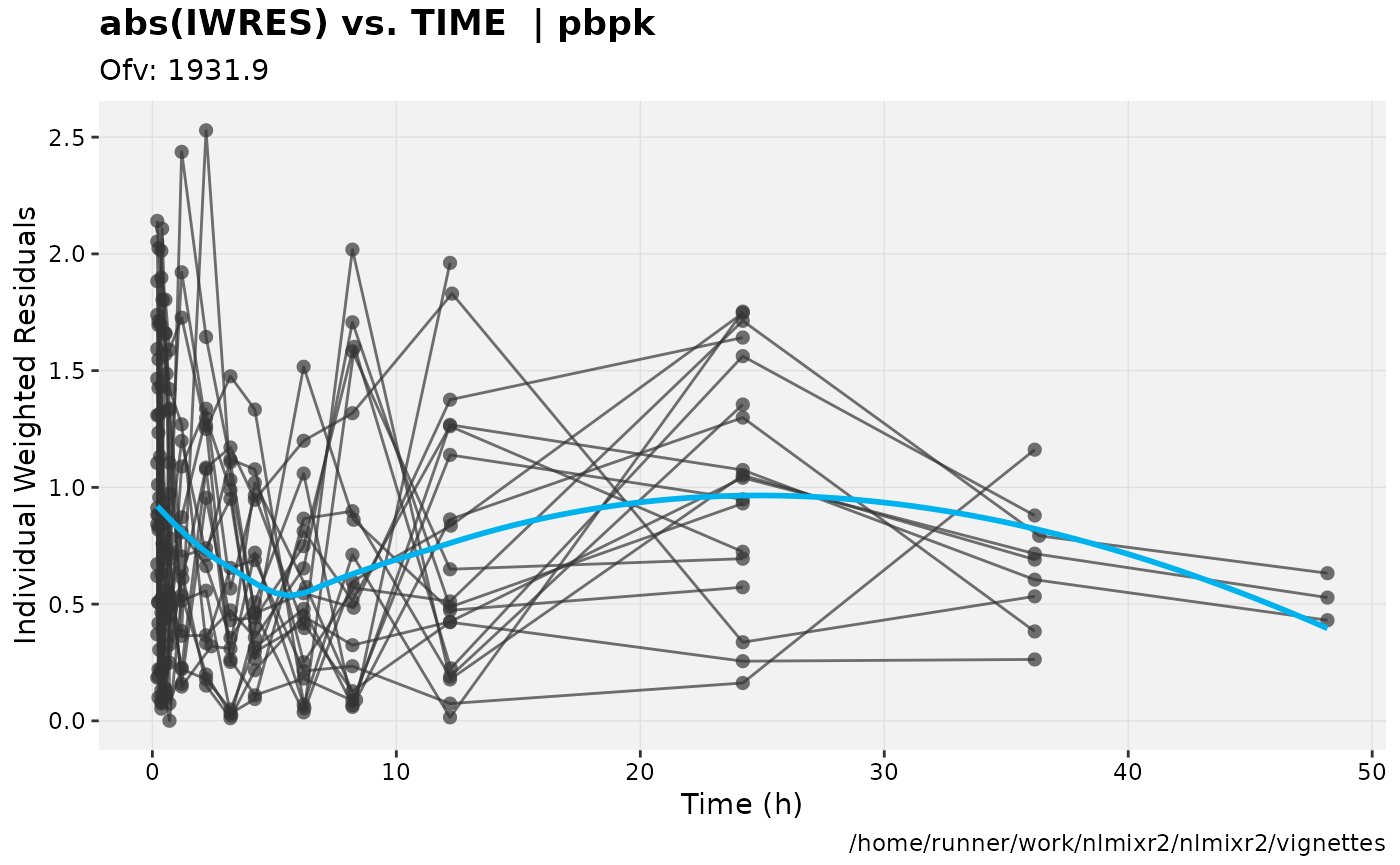 abs(IWRES) vs. TIME  | pbpk
Ofv: 1931.9
Individual Weighted Residuals
2.5
2.0
1.5
1.0
0.5
0.0
0 10 20 30 40 50
Time (h)
/home/runner/work/nlmixr2/nlmixr2/vignettes